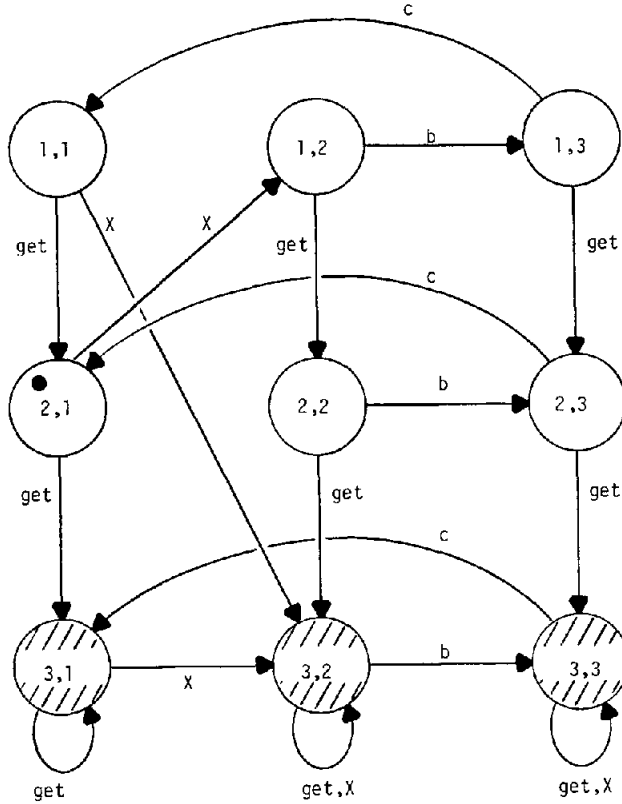 c
1,1
1,2
b
1,3
X
X
get
get
get
c
2,1
2,2
b
2,3
get
get
get
c
3,1
X
3,2
b
3,3
get
get,X
get,X